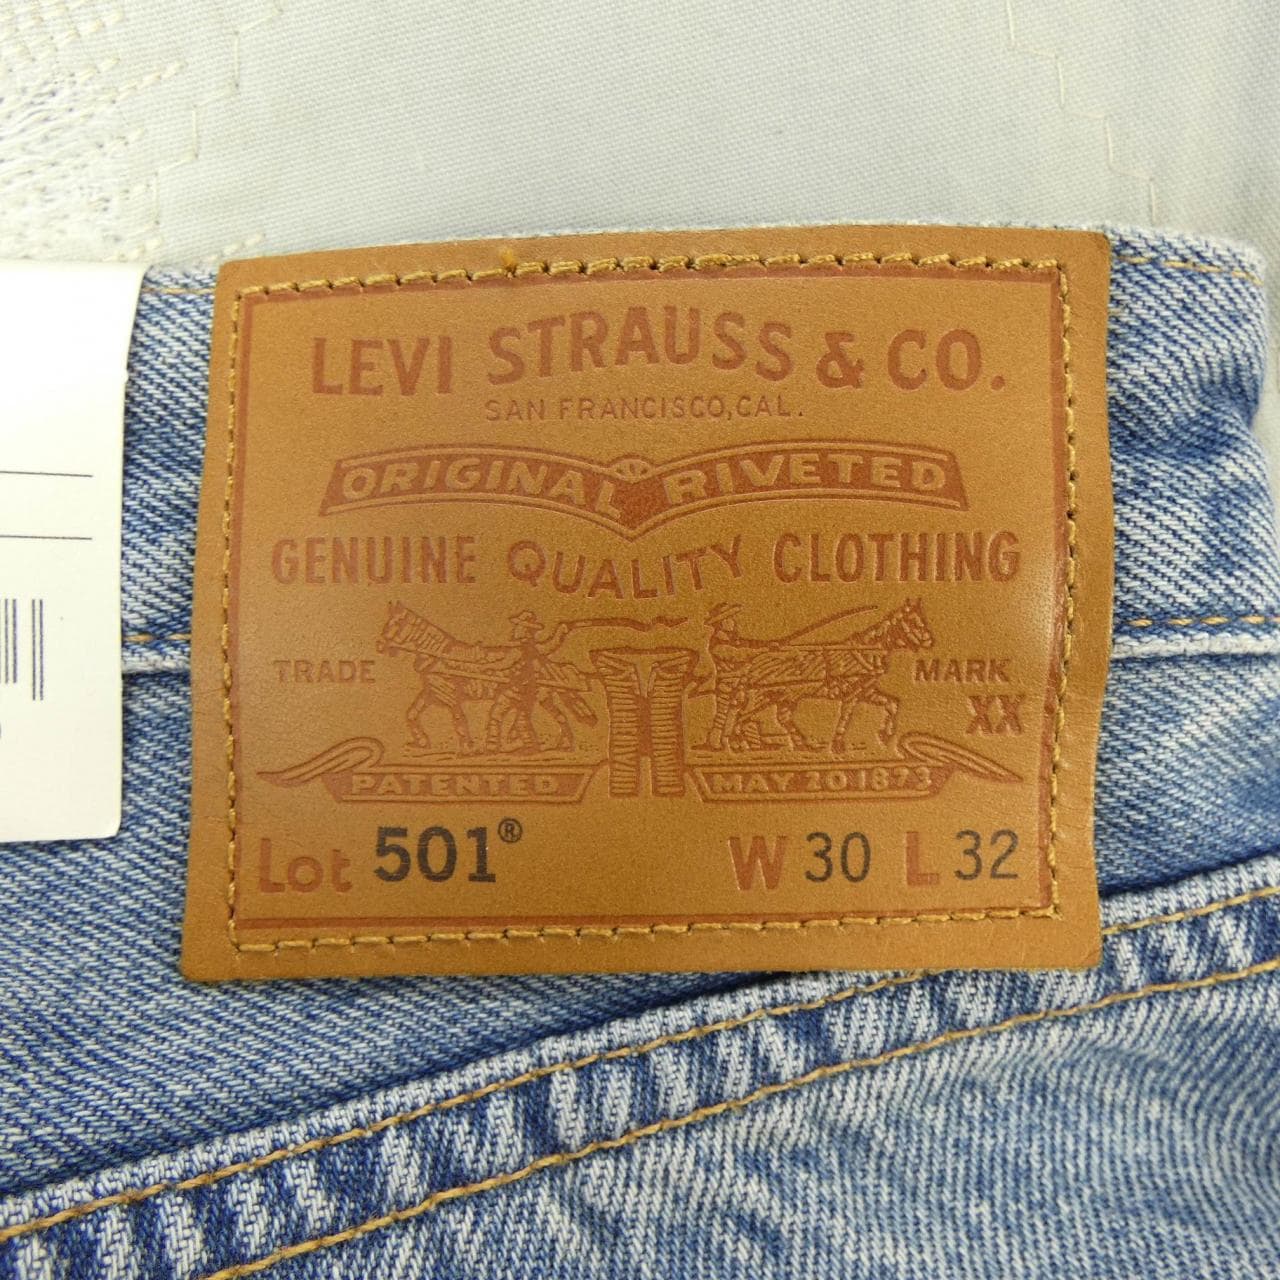 LEVI STRAUSS & CO.
SAN FRANCISCO, CAL.
ORIGINAL RIVETED
GENUINE QUALITY CLOTHING
TRADE MARK
XX
PATENTED MAY 20 1873
Lot 501® W 30 L 32